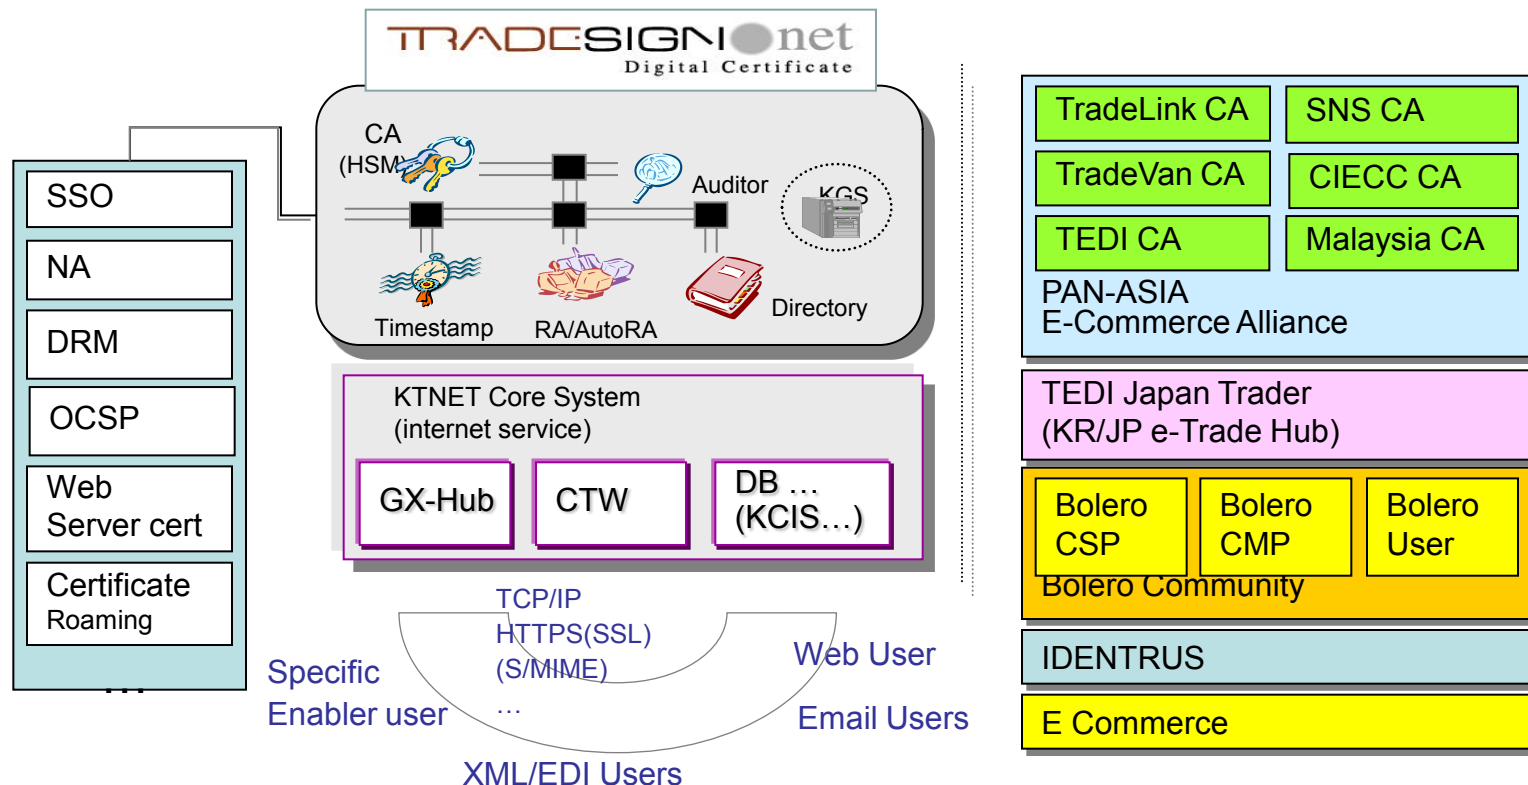 TRADESIGN net
Digital Certificate
CA
(HSM)
Auditor
KGS
Timestamp
RA/AutoRA
Directory
SSO
NA
DRM
OCSP
Web
Server cert
Certificate
Roaming
…
KTNET Core System
(internet service)
GX-Hub
CTW
DB …
(KCIS…)
TCP/IP
HTTPS(SSL)
(S/MIME)
…
Specific
Enabler user
Web User
Email Users
XML/EDI Users
TradeLink CA
SNS CA
TradeVan CA
CIECC CA
TEDI CA
Malaysia CA
PAN-ASIA
E-Commerce Alliance
TEDI Japan Trader
(KR/JP e-Trade Hub)
Bolero
CSP
Bolero
CMP
Bolero
User
Bolero Community
IDENTRUS
E Commerce